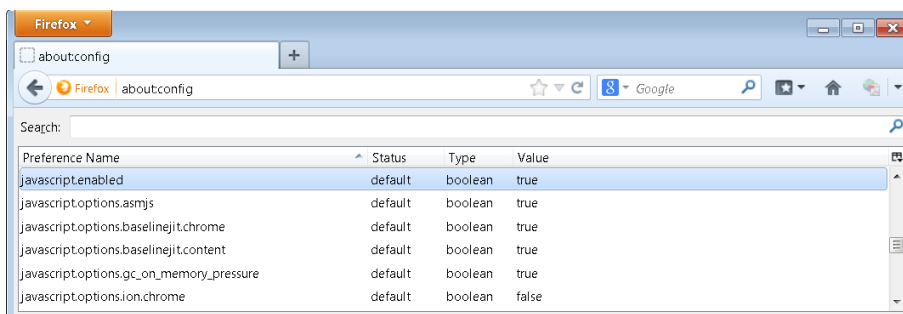 Firefox
about:config
Firefox about:config Google
Search:
Preference Name Status Type Value
javascript.enabled default boolean true
javascript.options.asmjs default boolean true
javascript.options.baselinejit.chrome default boolean true
javascript.options.baselinejit.content default boolean true
javascript.options.gc_on_memory_pressure default boolean true
javascript.options.ion.chrome default boolean false